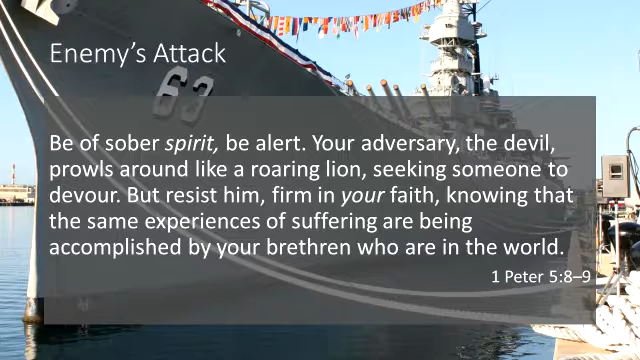 63
Enemy’s Attack
Be of sober spirit, be alert. Your adversary, the devil,
prowls around like a roaring lion, seeking someone to
devour. But resist him, firm in your faith, knowing that
the same experiences of suffering are being
accomplished by your brethren who are in the world.
1 Peter 5:8–9